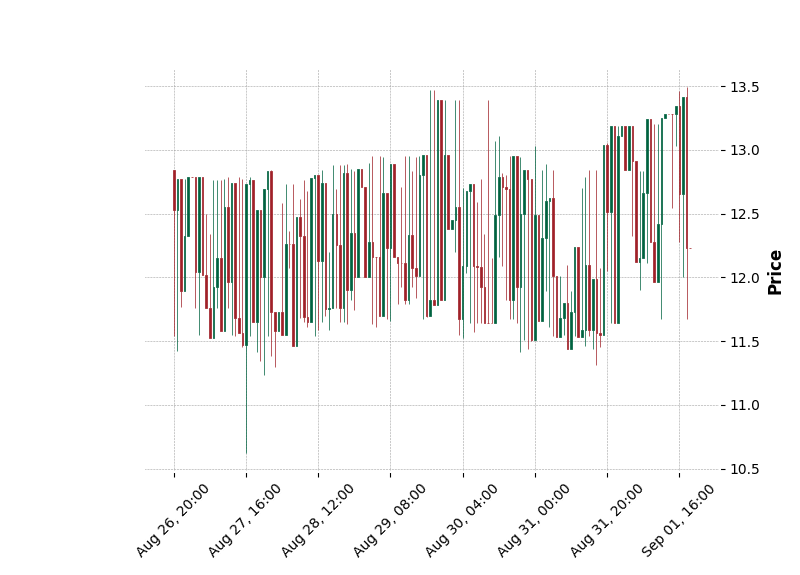 13.5
13.0
12.5
12.0
11.5
11.0
10.5
Price
Aug 26, 20:00
Aug 27, 16:00
Aug 28, 12:00
Aug 29, 08:00
Aug 30, 04:00
Aug 31, 00:00
Aug 31, 20:00
Sep 01, 16:00